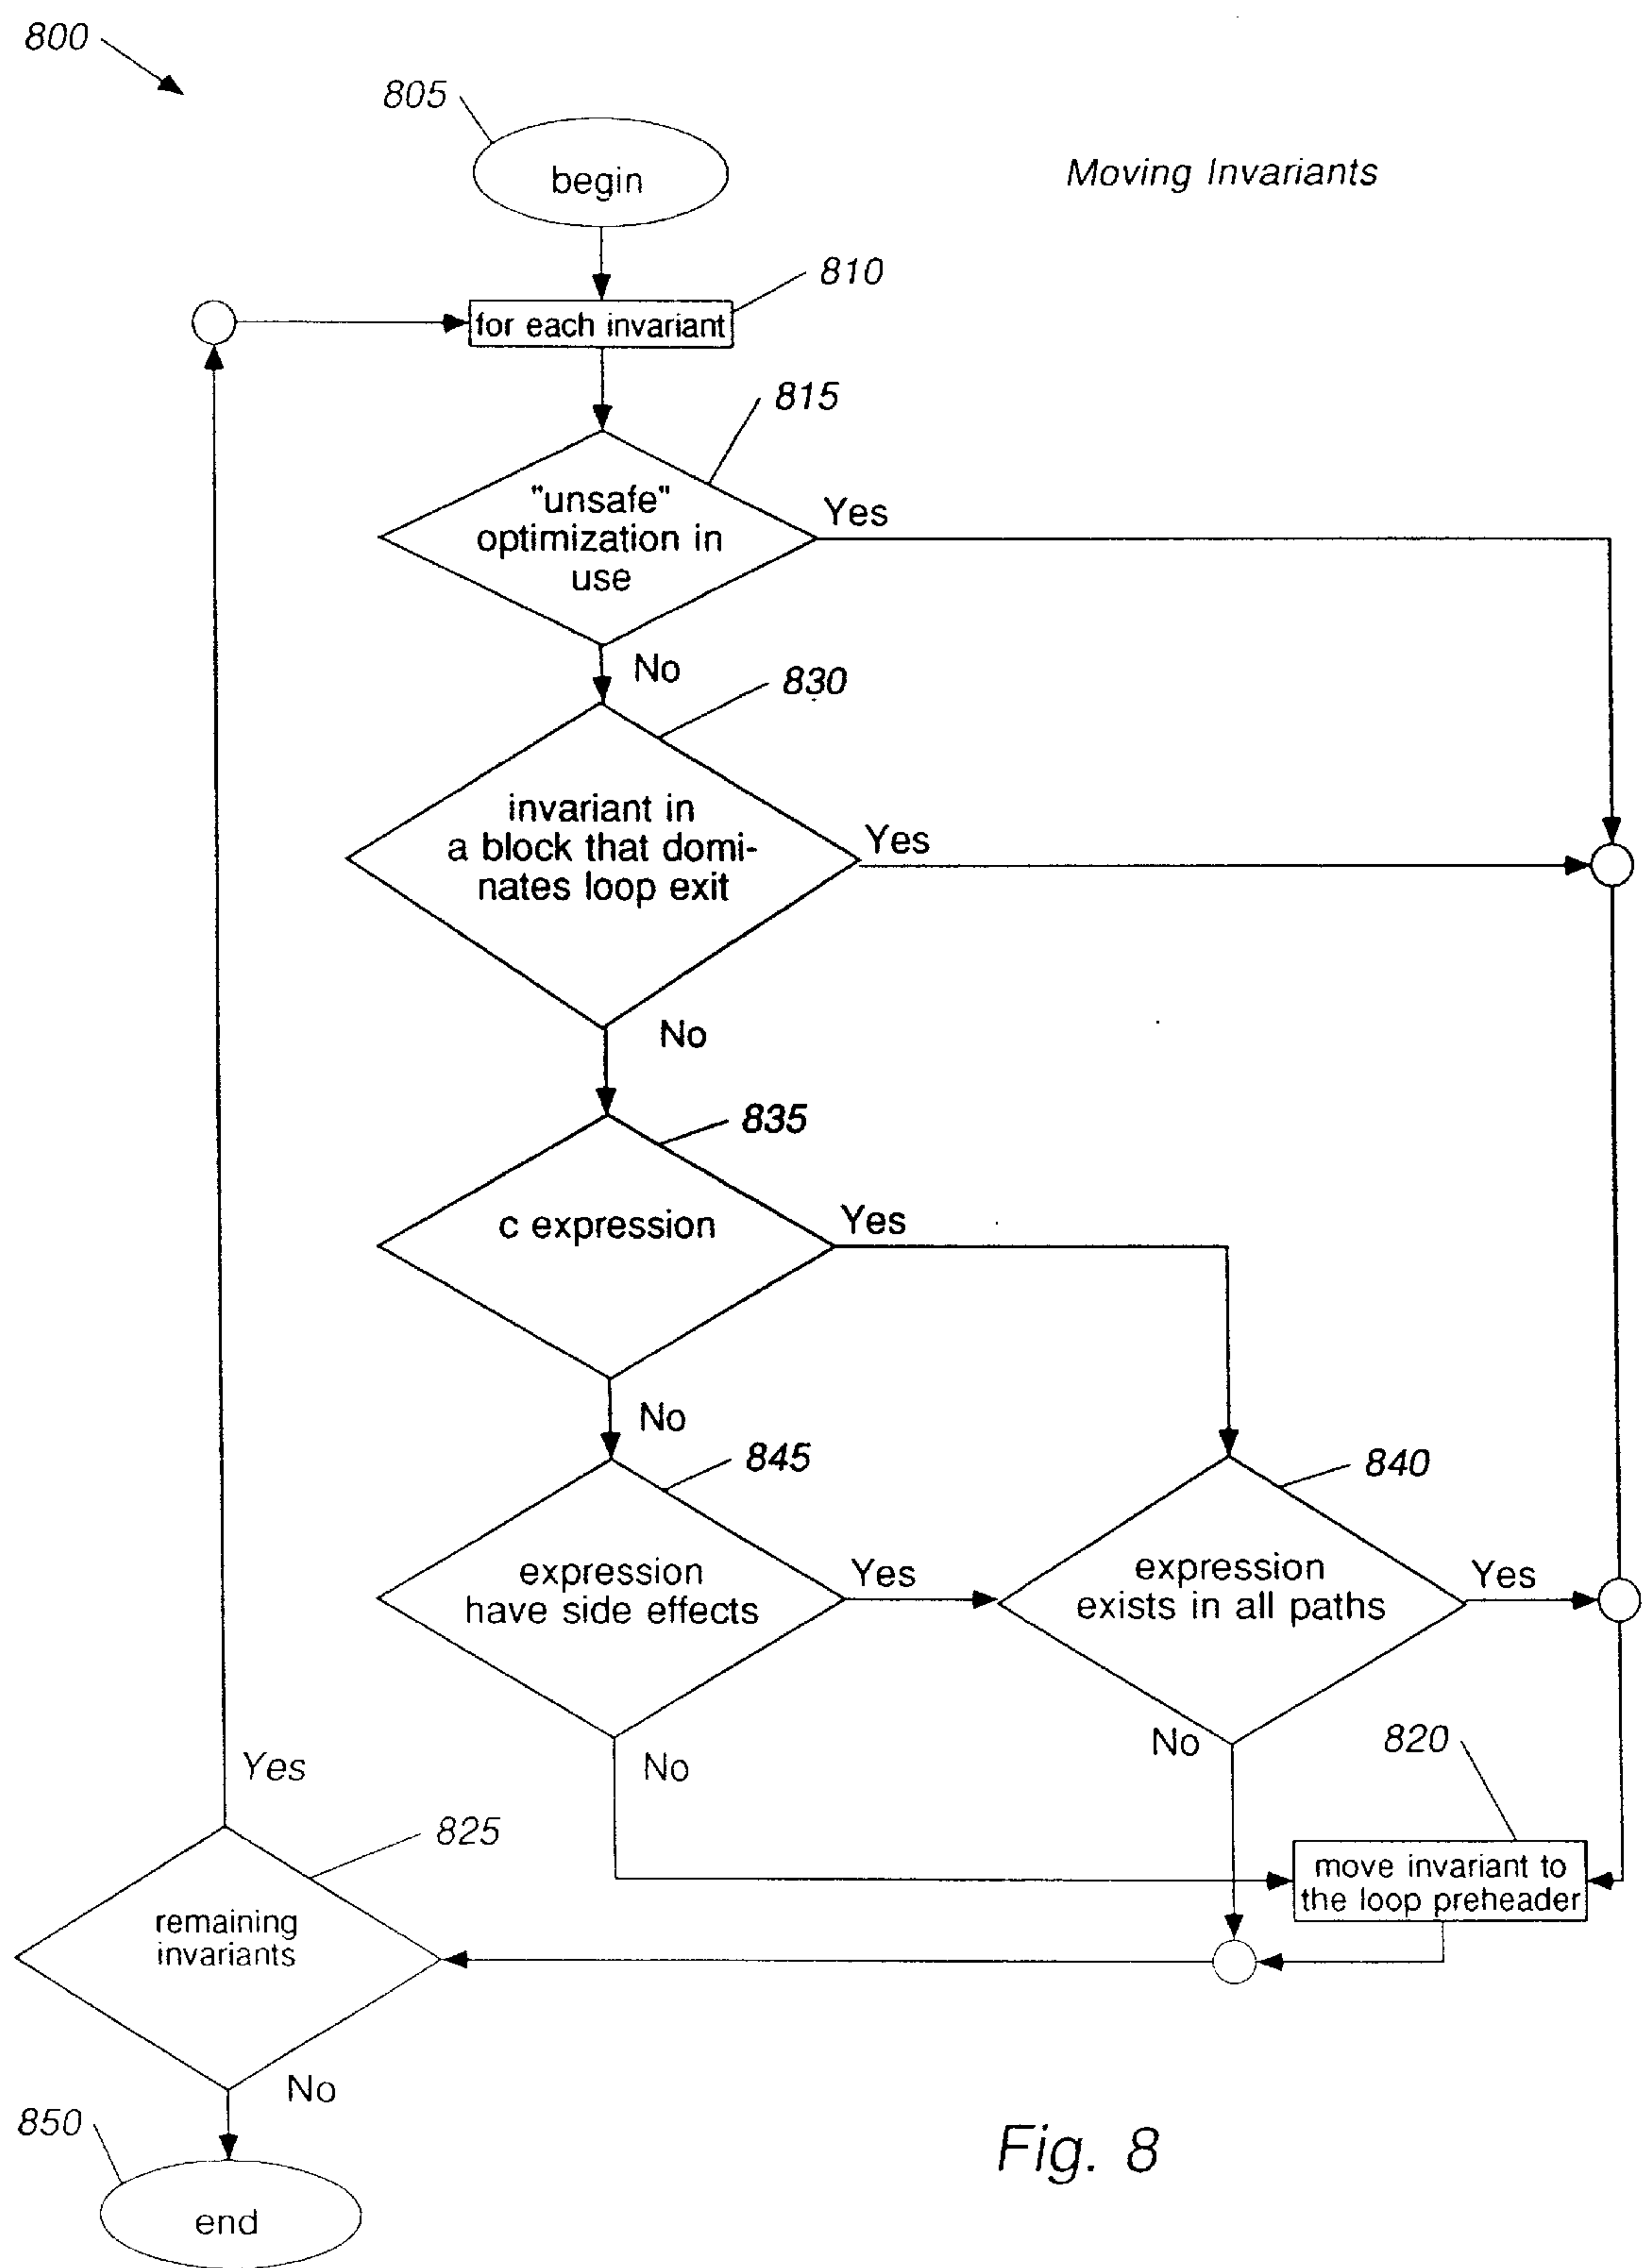 800
805
begin
Moving Invariants
810
for each invariant
815
"unsafe"
optimization in
use
Yes
No
830
invariant in
a block that domi-
nates loop exit
Yes
No
835
c expression
Yes
No
845
840
expression
have side effects
Yes
expression
exists in all paths
Yes
No
No
820
move invariant to
the loop preheader
Yes
825
remaining
invariants
No
850
end
Fig. 8